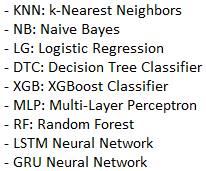 - KNN: k-Nearest Neighbors
- NB: Naive Bayes
- LG: Logistic Regression
- DTC: Decision Tree Classifier
- XGB: XGBoost Classifier
- MLP: Multi-Layer Perceptron
- RF: Random Forest
- LSTM Neural Network
- GRU Neural Network